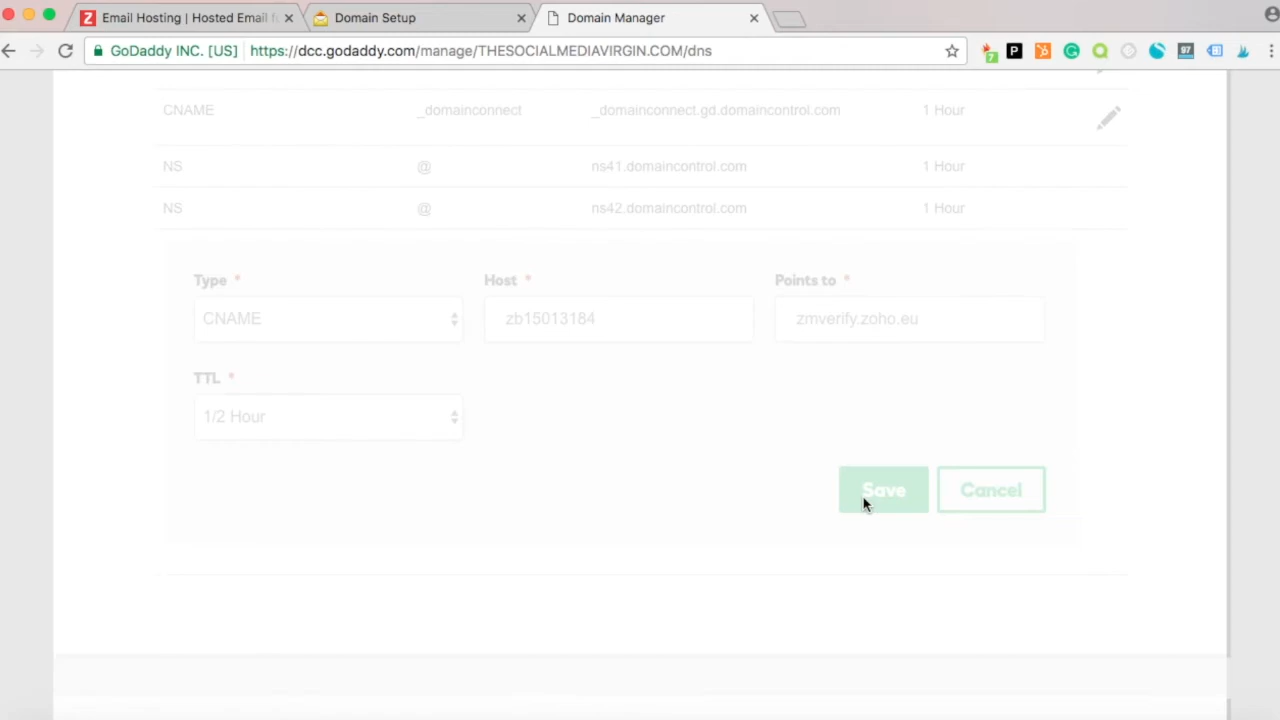 Email Hosting | Hosted Email f
Domain Setup
Domain Manager
GoDaddy INC. [US] https://dcc.godaddy.com/manage/THESOCIALMEDIAVIRGIN.COM/dns
7 P 97
CNAME _domainconnect _domainconnect.gd.domaincontrol.com 1 Hour
NS @ ns41.domaincontrol.com 1 Hour
NS @ ns42.domaincontrol.com 1 Hour
Type * Host * Points to *
CNAME zb15013184 zmverify.zoho.eu
TTL *
1/2 Hour
Save Cancel